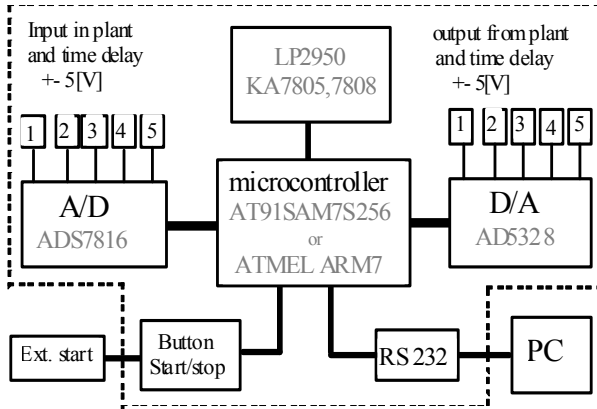 Input in plant
and time delay
+- 5[V]
1 2 3 4 5
A/D
ADS7816
LP2950
KA7805,7808
microcontroller
AT91SAM7S256
or
ATMEL ARM7
output from plant
and time delay
+- 5[V]
1 2 3 4 5
D/A
AD5328
Ext. start
Button
Start/stop
RS 232
PC